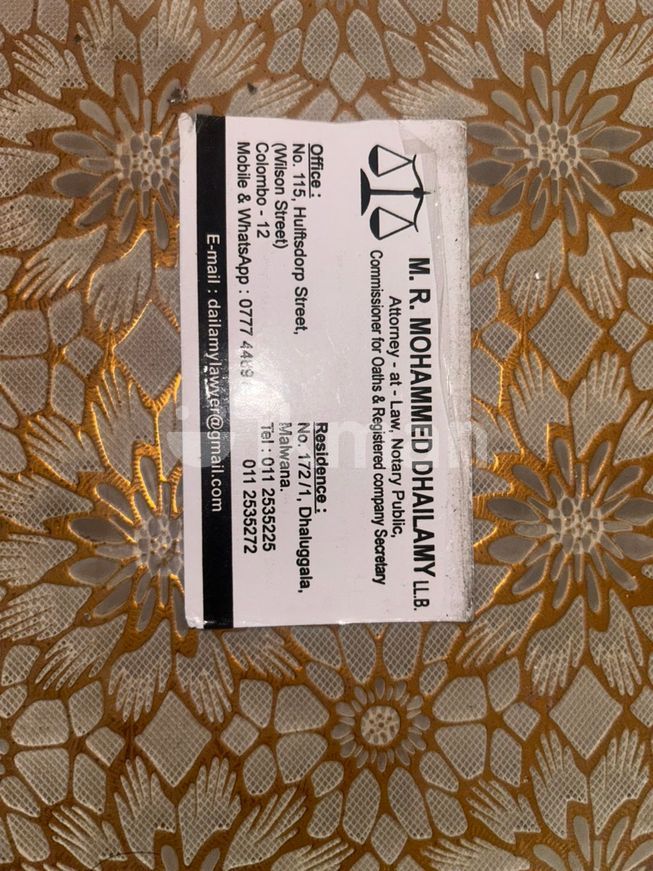 M. R. MOHAMMED DHAILAMY LL.B.
Attorney - at - Law, Notary Public,
Commissioner for Oaths & Registered company Secretary
Office :
No. 115, Hulftsdorp Street,
(Wilson Street)
Colombo - 12
Mobile & WhatsApp : 0777
Residence :
No. 172/1, Dhaluggala,
Malwana.
Tel : 011 2535225
011 2535272
E-mail : dailamylawyer@gmail.com